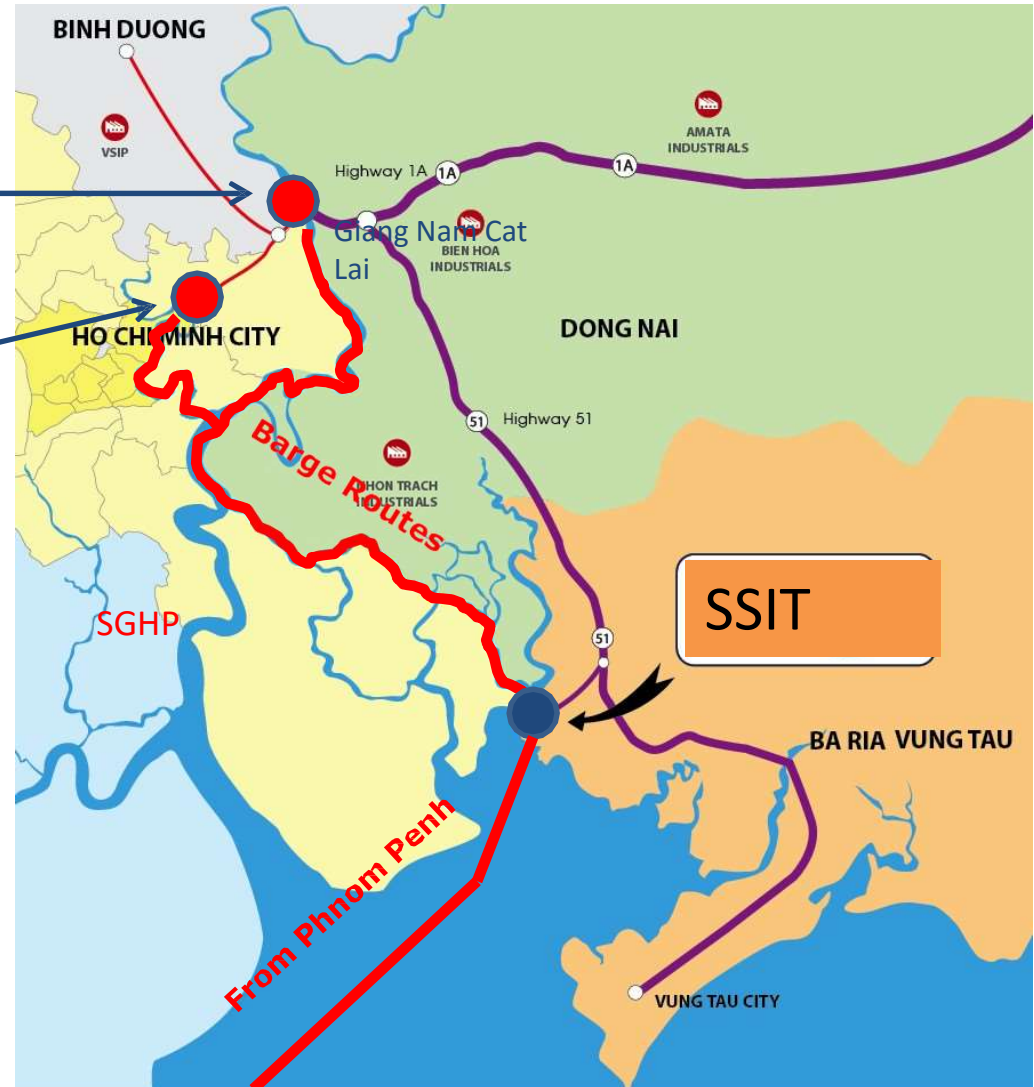 BINH DUONG
VSIP
AMATA
INDUSTRIALS
Highway 1A
1A
1A
Giang Nam Cat
Lai
BIEN HOA
INDUSTRIALS
HO CHI MINH CITY
DONG NAI
51
Highway 51
Barge Routes
NHON TRACH
INDUSTRIALS
SSIT
SGHP
51
BA RIA VUNG TAU
From Phnom Penh
VUNG TAU CITY